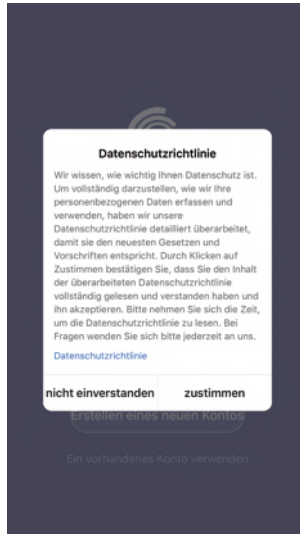 Datenschutzrichtlinie
Wir wissen, wie wichtig Ihnen Datenschutz ist.
Um vollständig darzustellen, wie wir Ihre
personenbezogenen Daten erfassen und
verwenden, haben wir unsere
Datenschutzrichtlinie detailliert überarbeitet,
damit sie den neuesten Gesetzen und
Vorschriften entspricht. Durch Klicken auf
Zustimmen bestätigen Sie, dass Sie den Inhalt
der überarbeiteten Datenschutzrichtlinie
vollständig gelesen und verstanden haben und
ihn akzeptieren. Bitte nehmen Sie sich die Zeit,
um die Datenschutzrichtlinie zu lesen. Bei
Fragen wenden Sie sich bitte jederzeit an uns.
Datenschutzrichtlinie
nicht einverstanden zustimmen
Erstellen eines neuen Kontos
Ein vorhandenes Konto verwenden